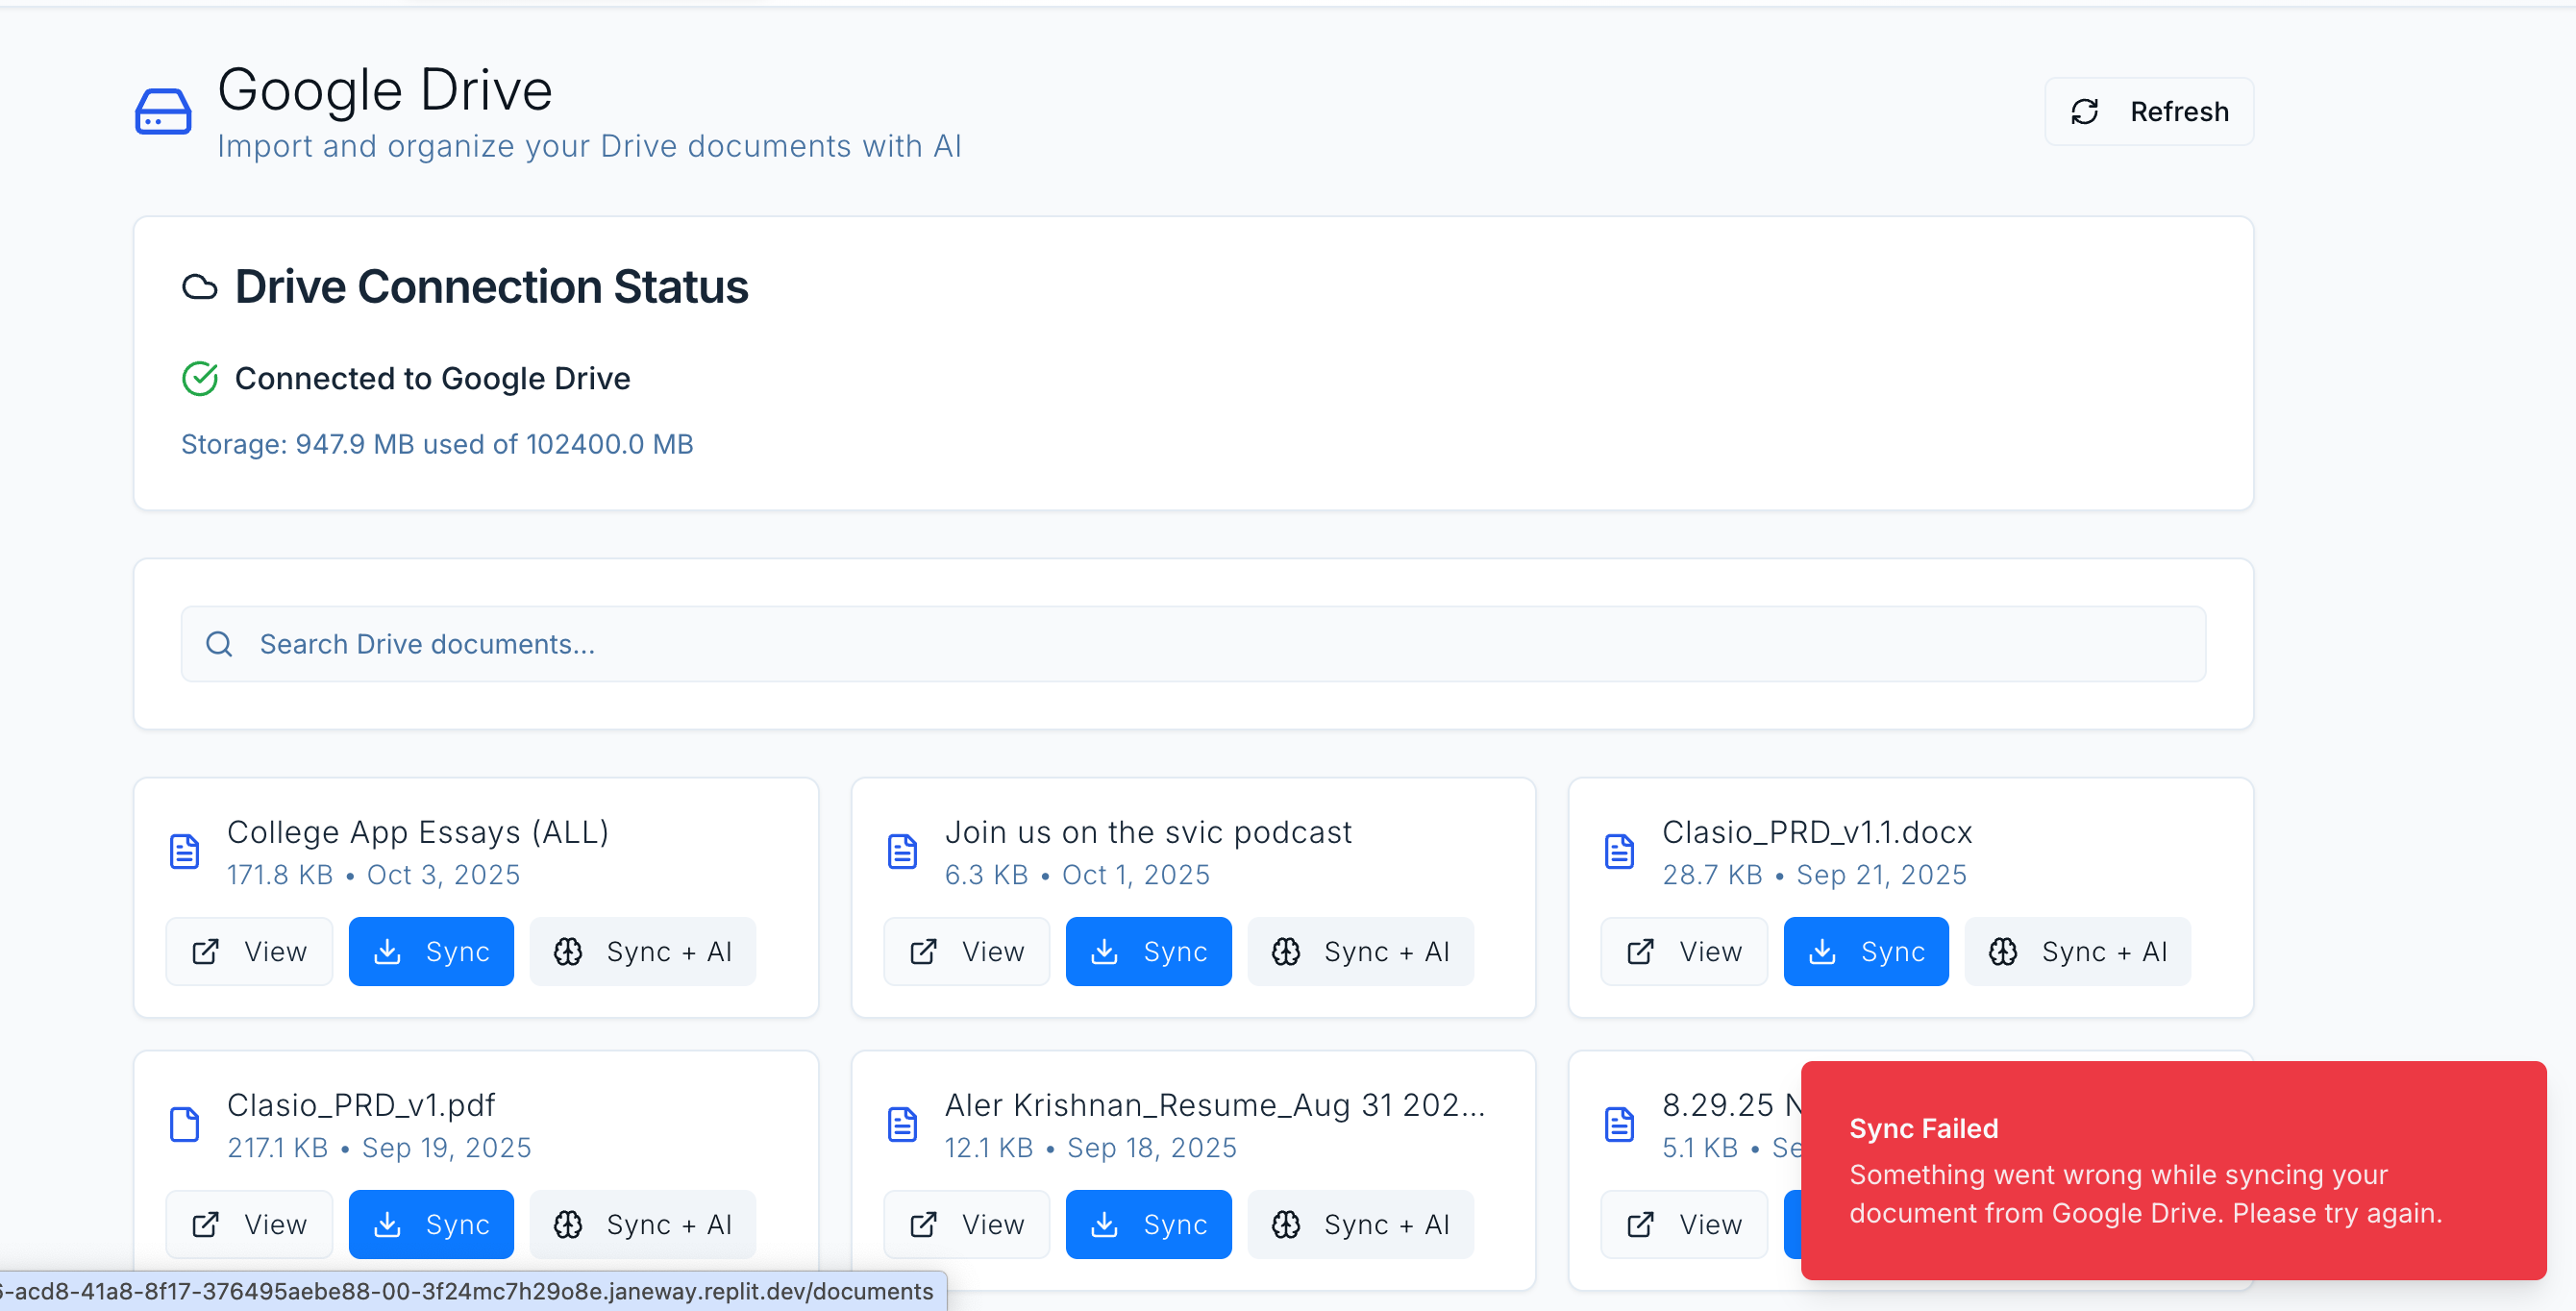 Google Drive
Import and organize your Drive documents with AI
Refresh
Drive Connection Status
Connected to Google Drive
Storage: 947.9 MB used of 102400.0 MB
Search Drive documents...
College App Essays (ALL)
171.8 KB • Oct 3, 2025
View
Sync
Sync + AI
Join us on the svic podcast
6.3 KB • Oct 1, 2025
View
Sync
Sync + AI
Clasio_PRD_v1.1.docx
28.7 KB • Sep 21, 2025
View
Sync
Sync + AI
Clasio_PRD_v1.pdf
217.1 KB • Sep 19, 2025
View
Sync
Sync + AI
Aler Krishnan_Resume_Aug 31 202...
12.1 KB • Sep 18, 2025
View
Sync
Sync + AI
8.29.25
5.1 KB •
View
Sync Failed
Something went wrong while syncing your
document from Google Drive. Please try again.
-acd8-41a8-8f17-376495aebe88-00-3f24mc7h29o8e.janeway.replit.dev/documents